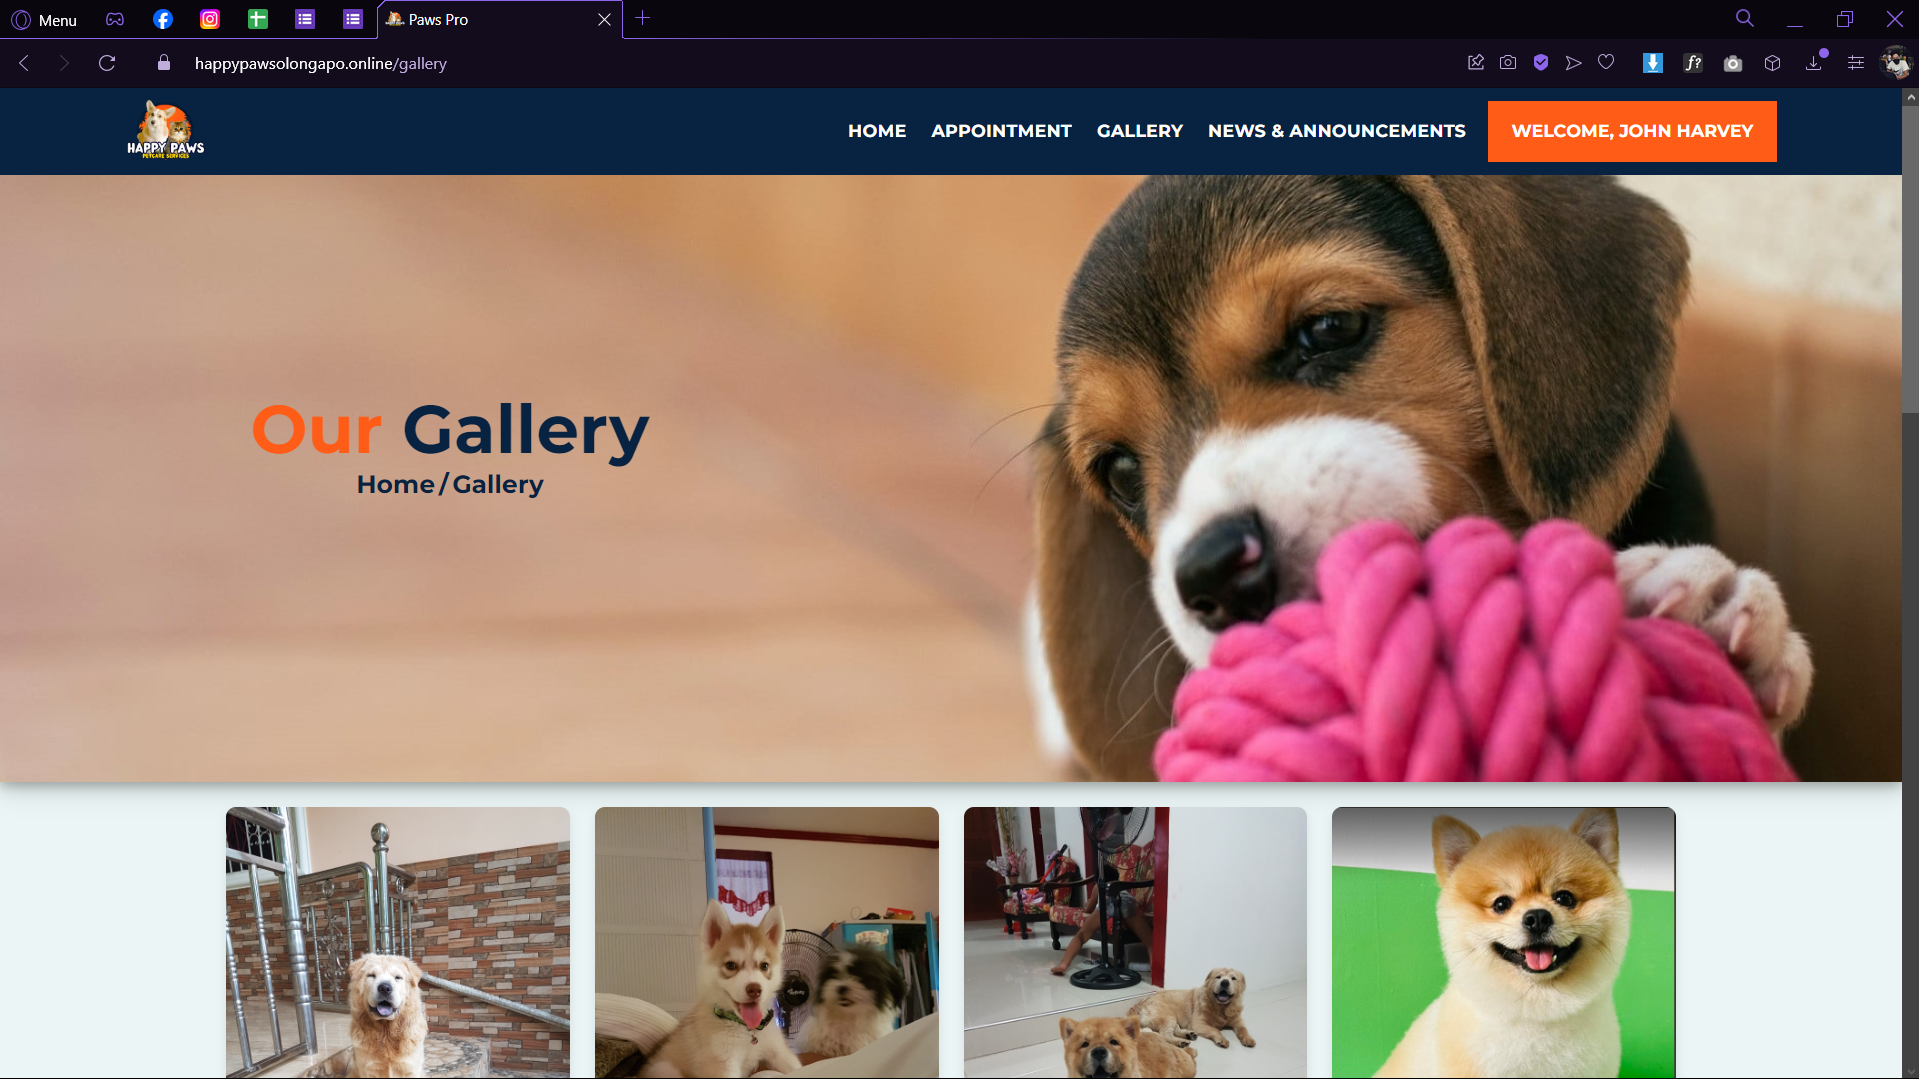 Menu
Paws Pro
happypawsolongapo.online/gallery
f?
HAPPY PAWS
PETCARE SERVICES
HOME
APPOINTMENT
GALLERY
NEWS & ANNOUNCEMENTS
WELCOME, JOHN HARVEY
Our Gallery
Home / Gallery